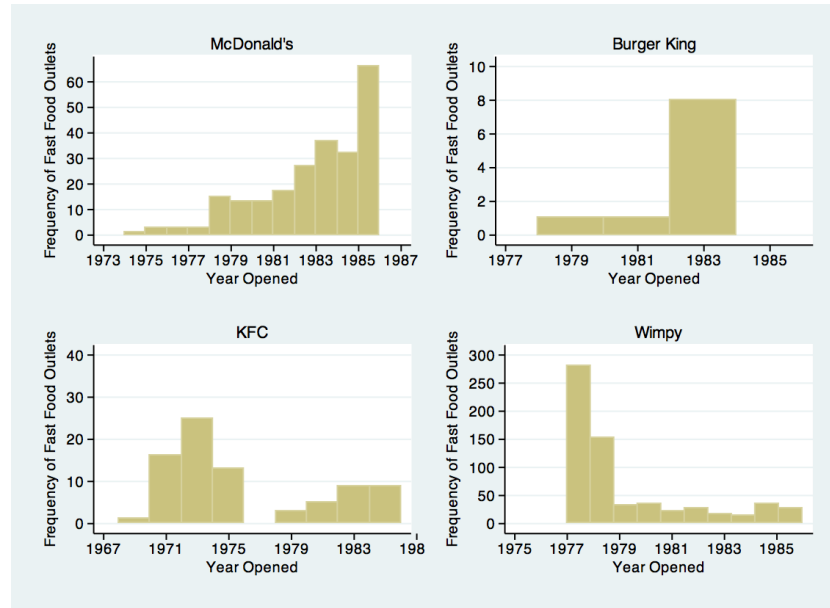 McDonald's
Frequency of Fast Food Outlets
60
50
40
30
20
10
0
1973 1975 1977 1979 1981 1983 1985 1987
Year Opened
Burger King
Frequency of Fast Food Outlets
10
8
6
4
2
0
1977 1979 1981 1983 1985
Year Opened
KFC
Frequency of Fast Food Outlets
40
30
20
10
0
1967 1971 1975 1979 1983 198
Year Opened
Wimpy
Frequency of Fast Food Outlets
300
250
200
150
100
50
0
1975 1977 1979 1981 1983 1985
Year Opened